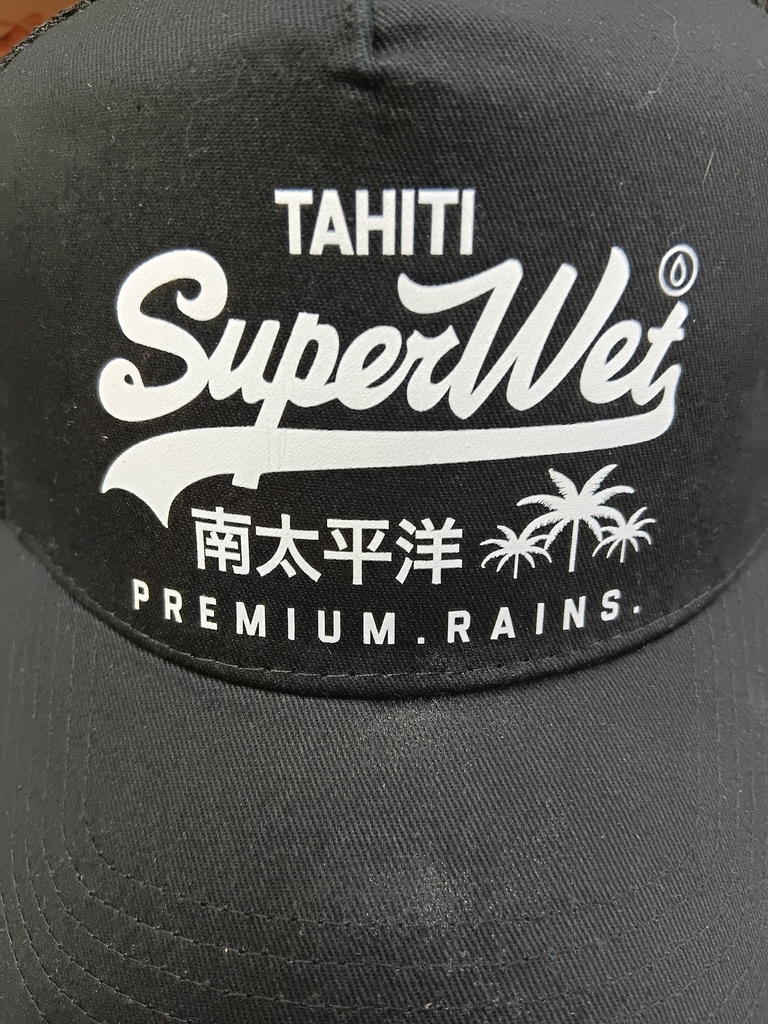 TAHITI
SuperWet
南太平洋
PREMIUM.RAINS.